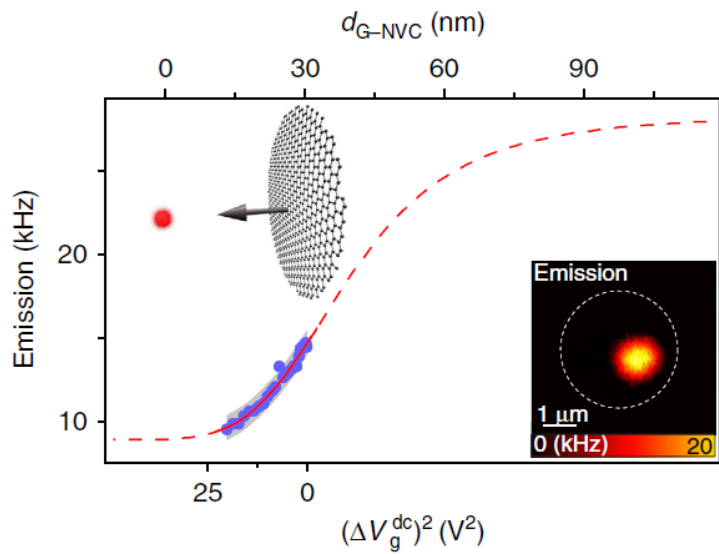 d_G–NVC (nm)
0 30 60 90
Emission (kHz)
20
10
Emission
1 μm
0 (kHz) 20
25 0
(ΔV_g^dc)² (V²)